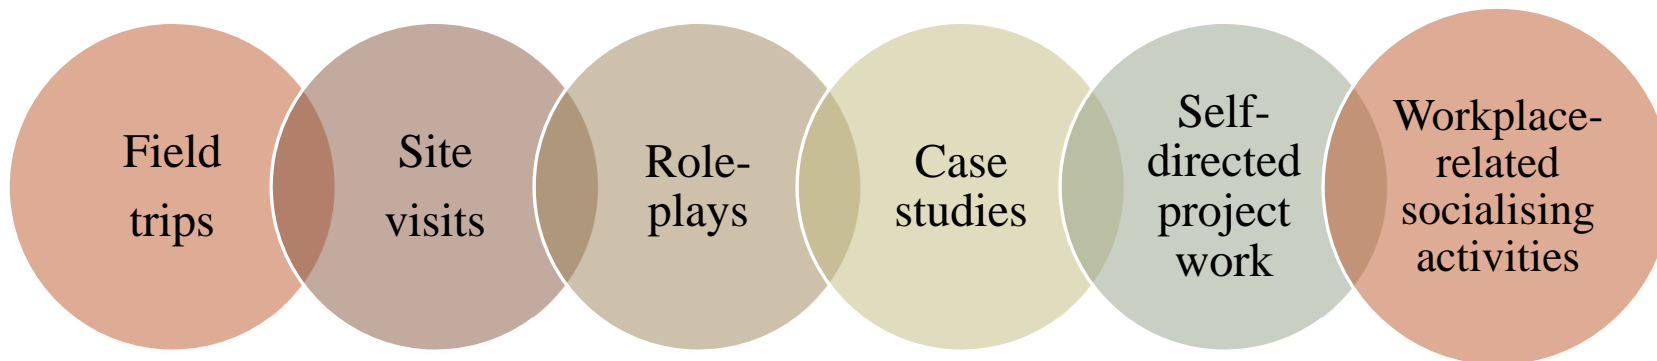 Field
trips
Site
visits
Role-
plays
Case
studies
Self-
directed
project
work
Workplace-
related
socialising
activities